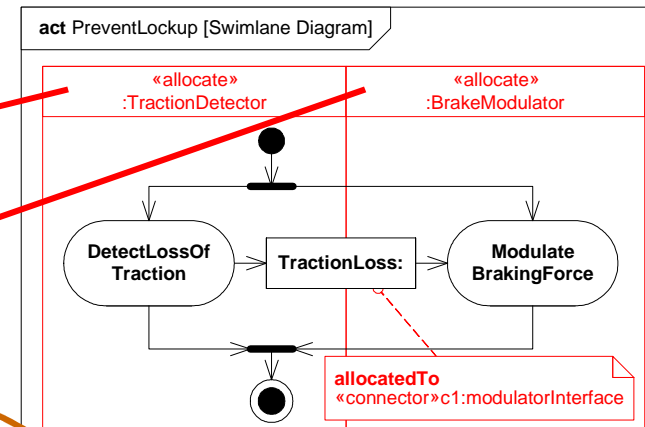 act PreventLockup [Swimlane Diagram]
«allocate»
:TractionDetector
«allocate»
:BrakeModulator
DetectLossOf
Traction
TractionLoss:
Modulate
BrakingForce
allocatedTo
«connector»c1:modulatorInterface